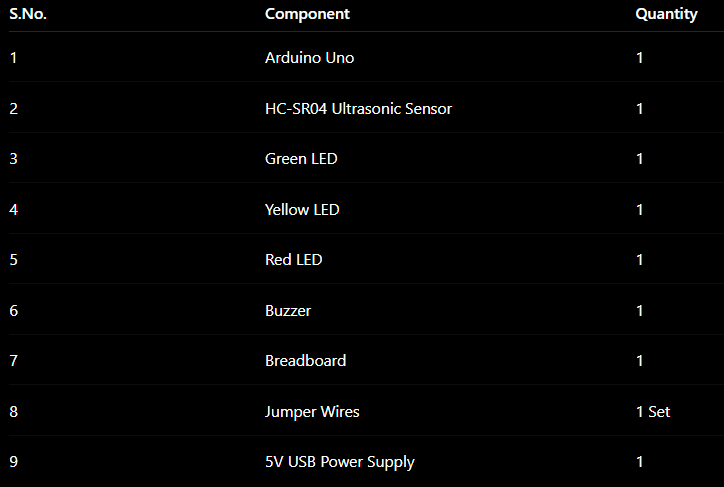 S.No. Component Quantity
1 Arduino Uno 1
2 HC-SR04 Ultrasonic Sensor 1
3 Green LED 1
4 Yellow LED 1
5 Red LED 1
6 Buzzer 1
7 Breadboard 1
8 Jumper Wires 1 Set
9 5V USB Power Supply 1